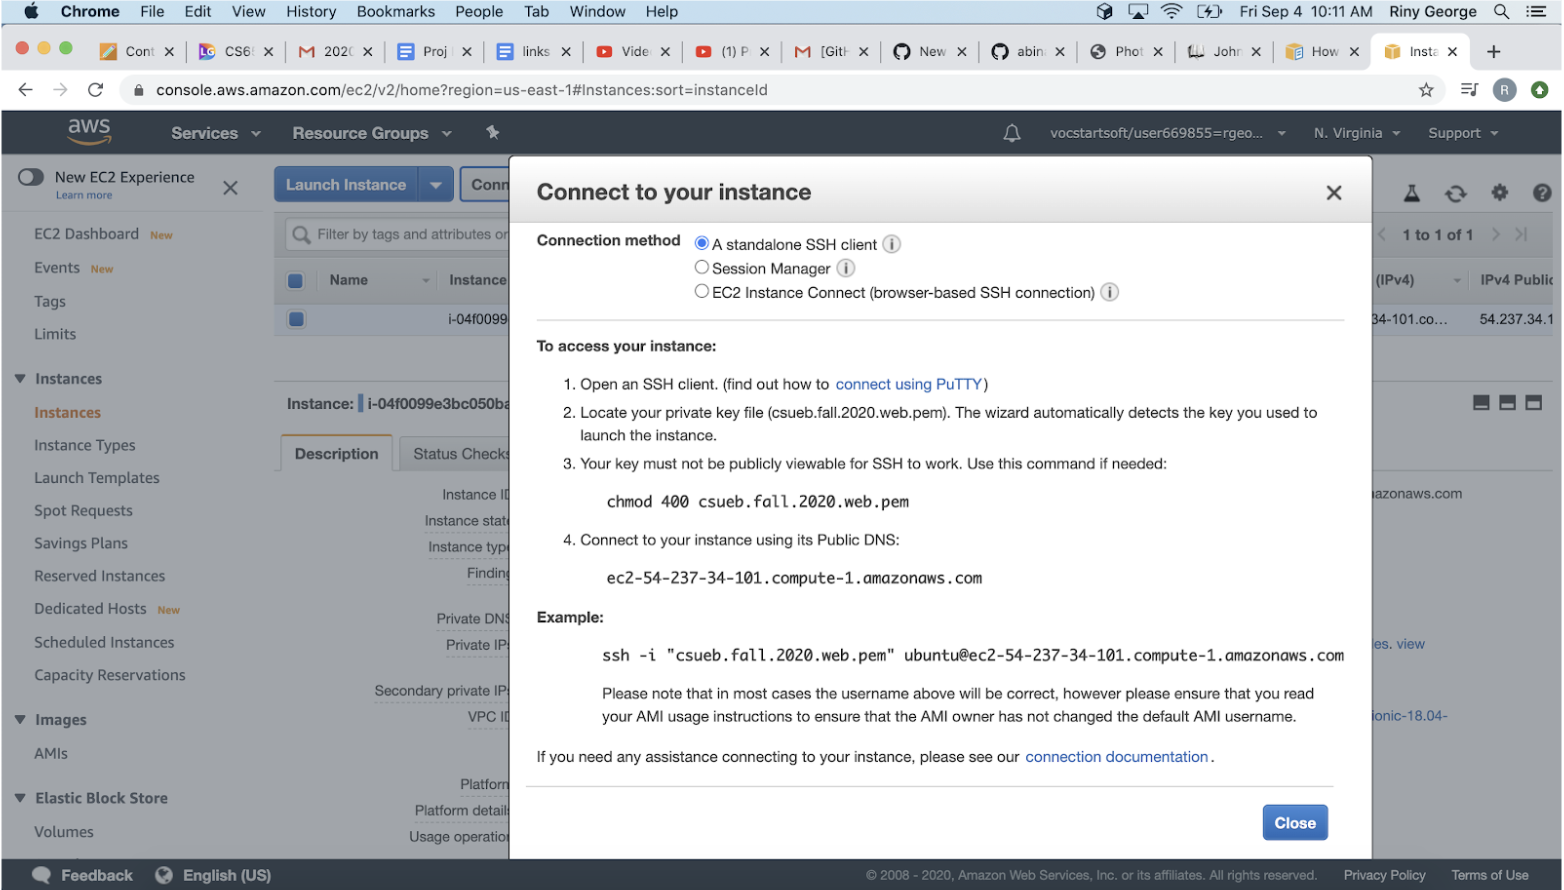 Chrome File Edit View History Bookmarks People Tab Window Help Fri Sep 4 10:11 AM Riny George
Cont CS6 2020 Proj links Vide (1) P [GitH New abin Phot John How Insta
console.aws.amazon.com/ec2/v2/home?region=us-east-1#Instances:sort=instanceId R
aws Services Resource Groups vocstartsoft/user669855=rgeo... N. Virginia Support
New EC2 Experience
Learn more
Launch Instance Conn
EC2 Dashboard New
Events New
Tags
Limits
Instances
Instances
Instance Types
Launch Templates
Spot Requests
Savings Plans
Reserved Instances
Dedicated Hosts New
Scheduled Instances
Capacity Reservations
Images
AMIs
Elastic Block Store
Volumes
Filter by tags and attributes or
1 to 1 of 1
Name Instance (IPv4) IPv4 Public
i-04f0099 34-101.co... 54.237.34.1
Instance: i-04f0099e3bc050ba
Description Status Checks
Instance ID
Instance state
Instance type
Finding
Private DNS
Private IPs
Secondary private IPs
VPC ID
Platform
Platform details
Usage operation
azonaws.com
les. view
ionic-18.04-
Connect to your instance
Connection method A standalone SSH client i
Session Manager i
EC2 Instance Connect (browser-based SSH connection) i
To access your instance:
1. Open an SSH client. (find out how to connect using PuTTY)
2. Locate your private key file (csueb.fall.2020.web.pem). The wizard automatically detects the key you used to
launch the instance.
3. Your key must not be publicly viewable for SSH to work. Use this command if needed:
chmod 400 csueb.fall.2020.web.pem
4. Connect to your instance using its Public DNS:
ec2-54-237-34-101.compute-1.amazonaws.com
Example:
ssh -i "csueb.fall.2020.web.pem" ubuntu@ec2-54-237-34-101.compute-1.amazonaws.com
Please note that in most cases the username above will be correct, however please ensure that you read
your AMI usage instructions to ensure that the AMI owner has not changed the default AMI username.
If you need any assistance connecting to your instance, please see our connection documentation.
Close
Feedback English (US) © 2008 - 2020, Amazon Web Services, Inc. or its affiliates. All rights reserved. Privacy Policy Terms of Use